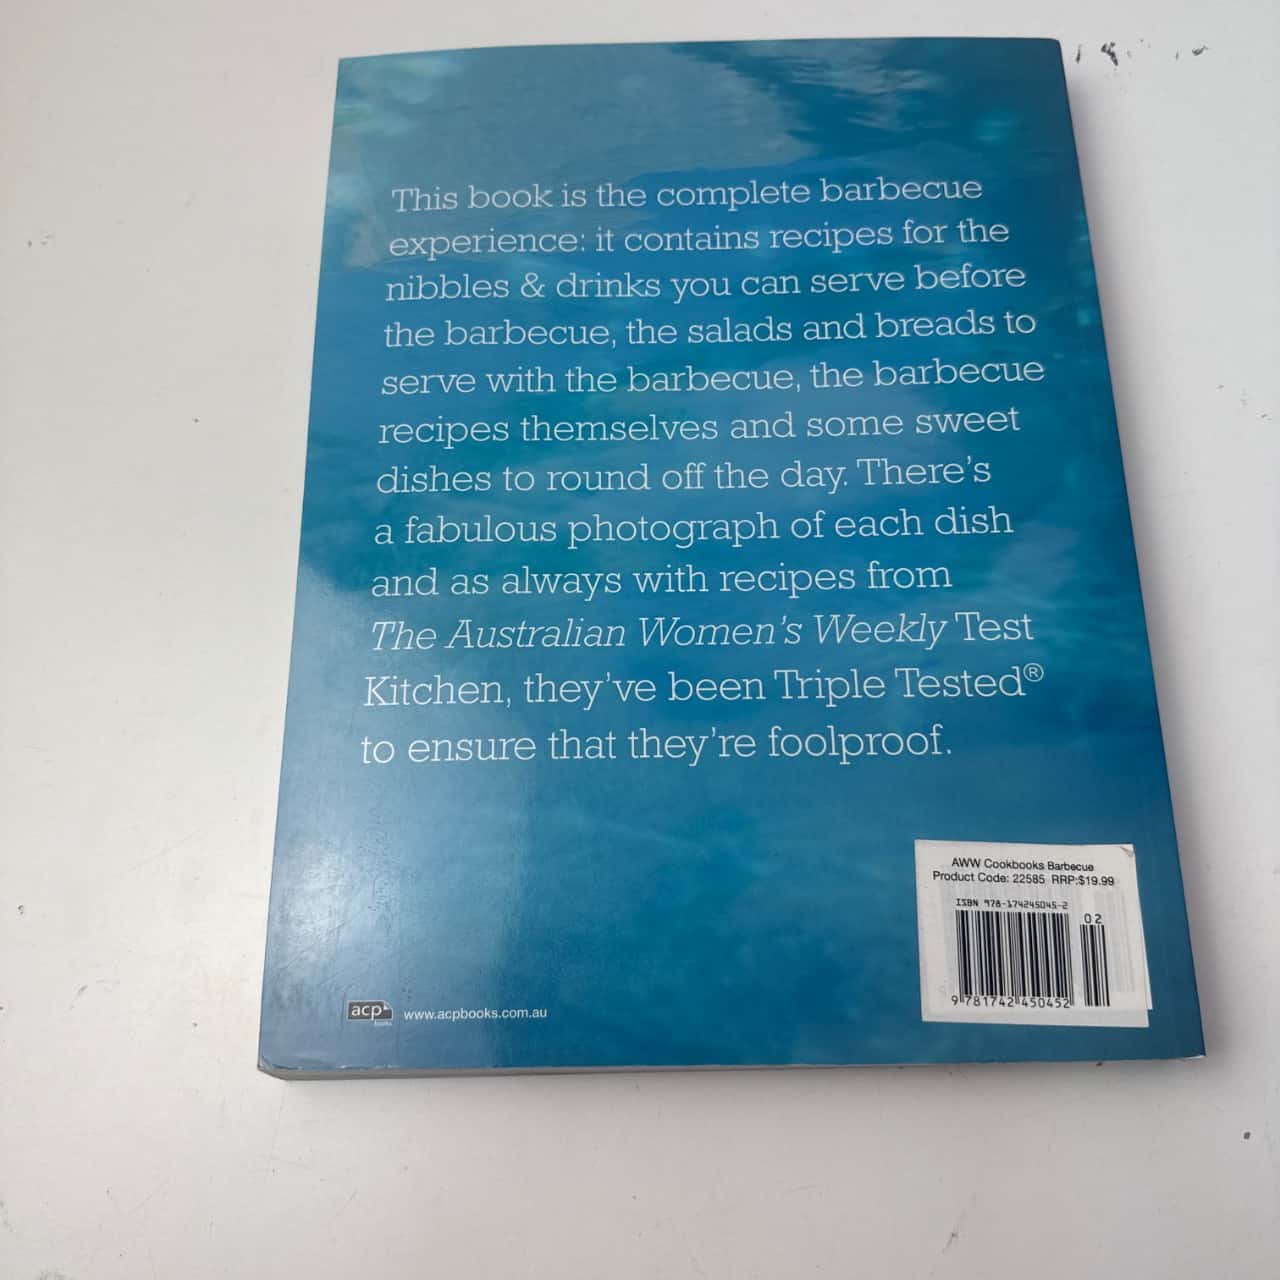 This book is the complete barbecue
experience: it contains recipes for the
nibbles & drinks you can serve before
the barbecue, the salads and breads to
serve with the barbecue, the barbecue
recipes themselves and some sweet
dishes to round off the day. There's
a fabulous photograph of each dish
and as always with recipes from
The Australian Women's Weekly Test
Kitchen, they've been Triple Tested®
to ensure that they're foolproof.
AWW Cookbooks Barbecue
Product Code: 22585 RRP:$19.99
ISBN 978-174245045-2
02
9 781742 450452
acp
books
www.acpbooks.com.au